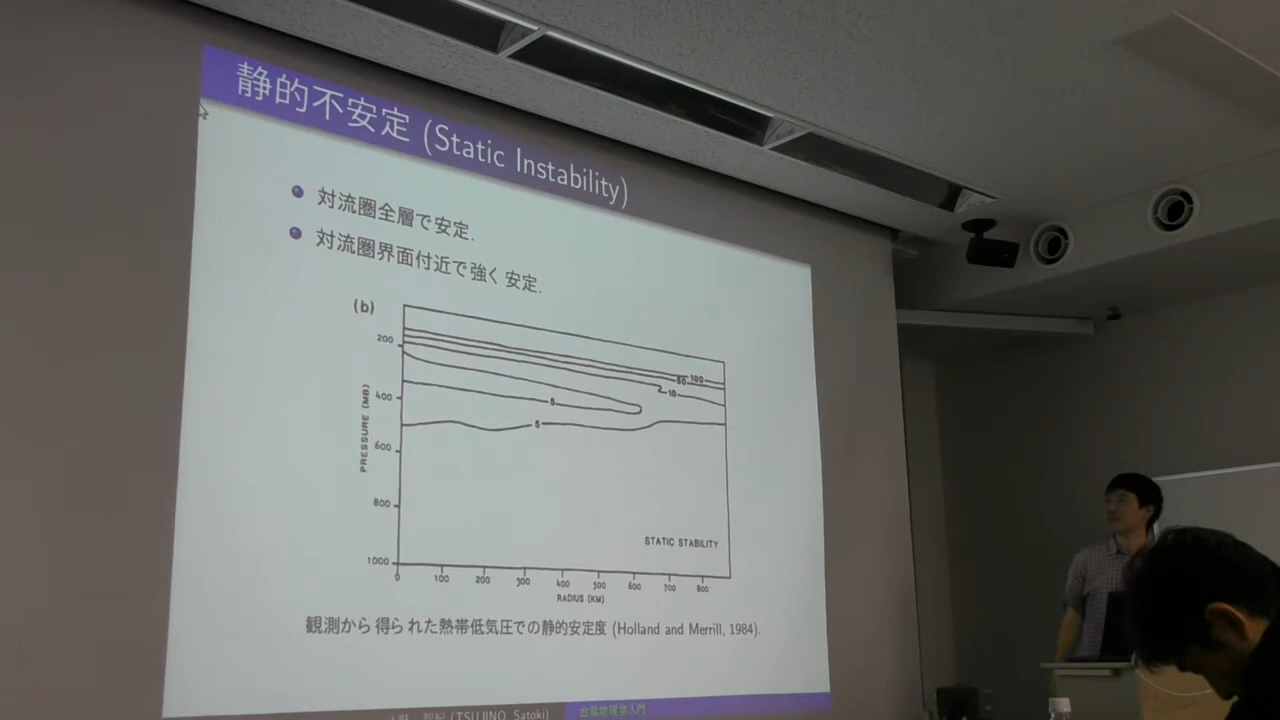 静的不安定 (Static Instability)
対流圏全層で安定.
対流圏界面付近で強く安定.
(b)
200
400
600
800
1000
PRESSURE (MB)
100
50
10
5
5
STATIC STABILITY
0 100 200 300 400 500 600 700 800
RADIUS (KM)
観測から得られた熱帯低気圧での静的安定度 (Holland and Merrill, 1984).
(TSUJINO, Satoki) 台風物理学入門